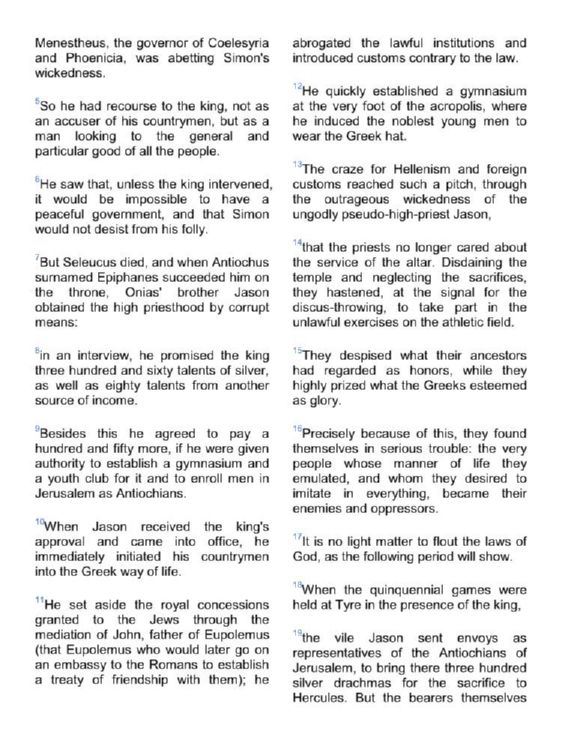 Menestheus, the governor of Coelesyria
and Phoenicia, was abetting Simon's
wickedness.
5So he had recourse to the king, not as
an accuser of his countrymen, but as a
man looking to the general and
particular good of all the people.
6He saw that, unless the king intervened,
it would be impossible to have a
peaceful government, and that Simon
would not desist from his folly.
7But Seleucus died, and when Antiochus
surnamed Epiphanes succeeded him on
the throne, Onias' brother Jason
obtained the high priesthood by corrupt
means:
8in an interview, he promised the king
three hundred and sixty talents of silver,
as well as eighty talents from another
source of income.
9Besides this he agreed to pay a
hundred and fifty more, if he were given
authority to establish a gymnasium and
a youth club for it and to enroll men in
Jerusalem as Antiochians.
10When Jason received the king's
approval and came into office, he
immediately initiated his countrymen
into the Greek way of life.
11He set aside the royal concessions
granted to the Jews through the
mediation of John, father of Eupolemus
(that Eupolemus who would later go on
an embassy to the Romans to establish
a treaty of friendship with them); he
abrogated the lawful institutions and
introduced customs contrary to the law.
12He quickly established a gymnasium
at the very foot of the acropolis, where
he induced the noblest young men to
wear the Greek hat.
13The craze for Hellenism and foreign
customs reached such a pitch, through
the outrageous wickedness of the
ungodly pseudo-high-priest Jason,
14that the priests no longer cared about
the service of the altar. Disdaining the
temple and neglecting the sacrifices,
they hastened, at the signal for the
discus-throwing, to take part in the
unlawful exercises on the athletic field.
15They despised what their ancestors
had regarded as honors, while they
highly prized what the Greeks esteemed
as glory.
16Precisely because of this, they found
themselves in serious trouble: the very
people whose manner of life they
emulated, and whom they desired to
imitate in everything, became their
enemies and oppressors.
17It is no light matter to flout the laws of
God, as the following period will show.
18When the quinquennial games were
held at Tyre in the presence of the king,
19the vile Jason sent envoys as
representatives of the Antiochians of
Jerusalem, to bring there three hundred
silver drachmas for the sacrifice to
Hercules. But the bearers themselves